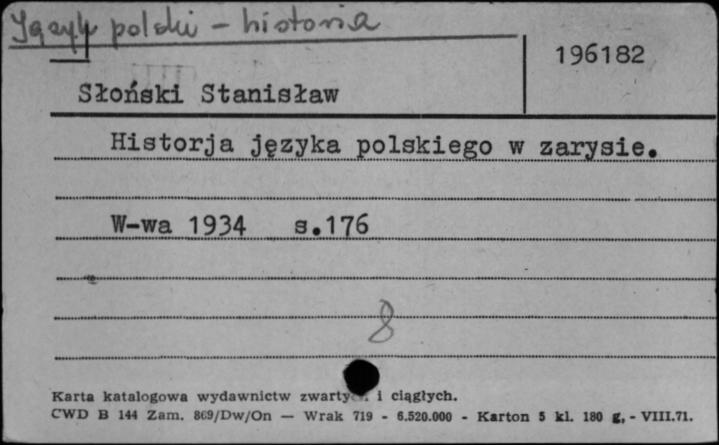 Język polski - historia
196182
Słoński Stanisław
Historja języka polskiego w zarysie.
W-wa 1934 s.176
8
Karta katalogowa wydawnictw zwartych i ciągłych.
CWD B 144 Zam. 869/Dw/On — Wrak 719 - 6.520.000 - Karton 5 kl. 180 g, - VIII.71.